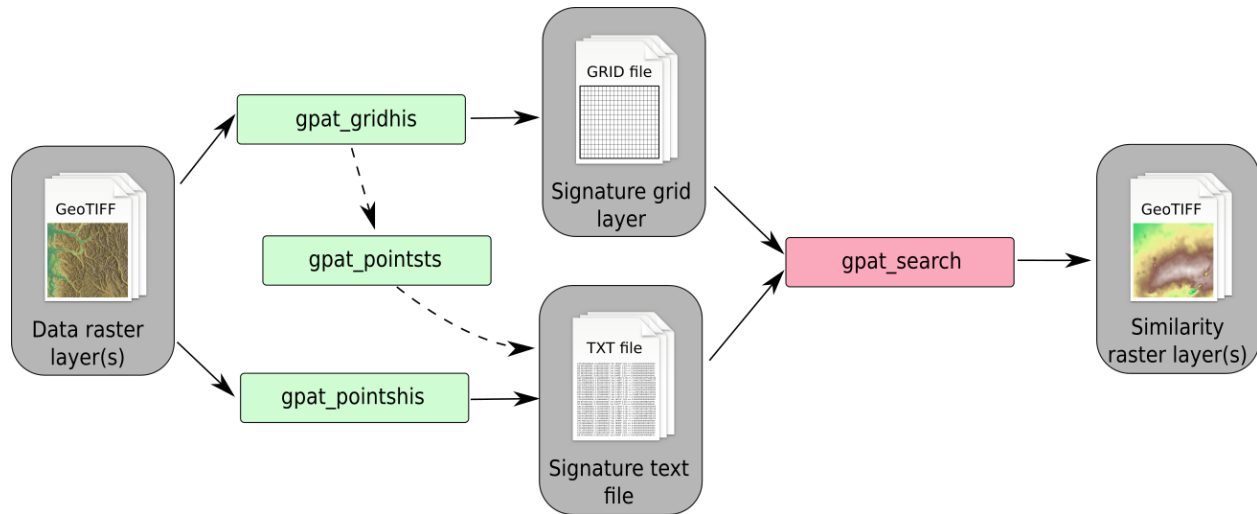 GeoTIFF
Data raster
layer(s)
gpat_gridhis
gpat_pointsts
gpat_pointshis
GRID file
Signature grid
layer
TXT file
Signature text
file
gpat_search
GeoTIFF
Similarity
raster layer(s)